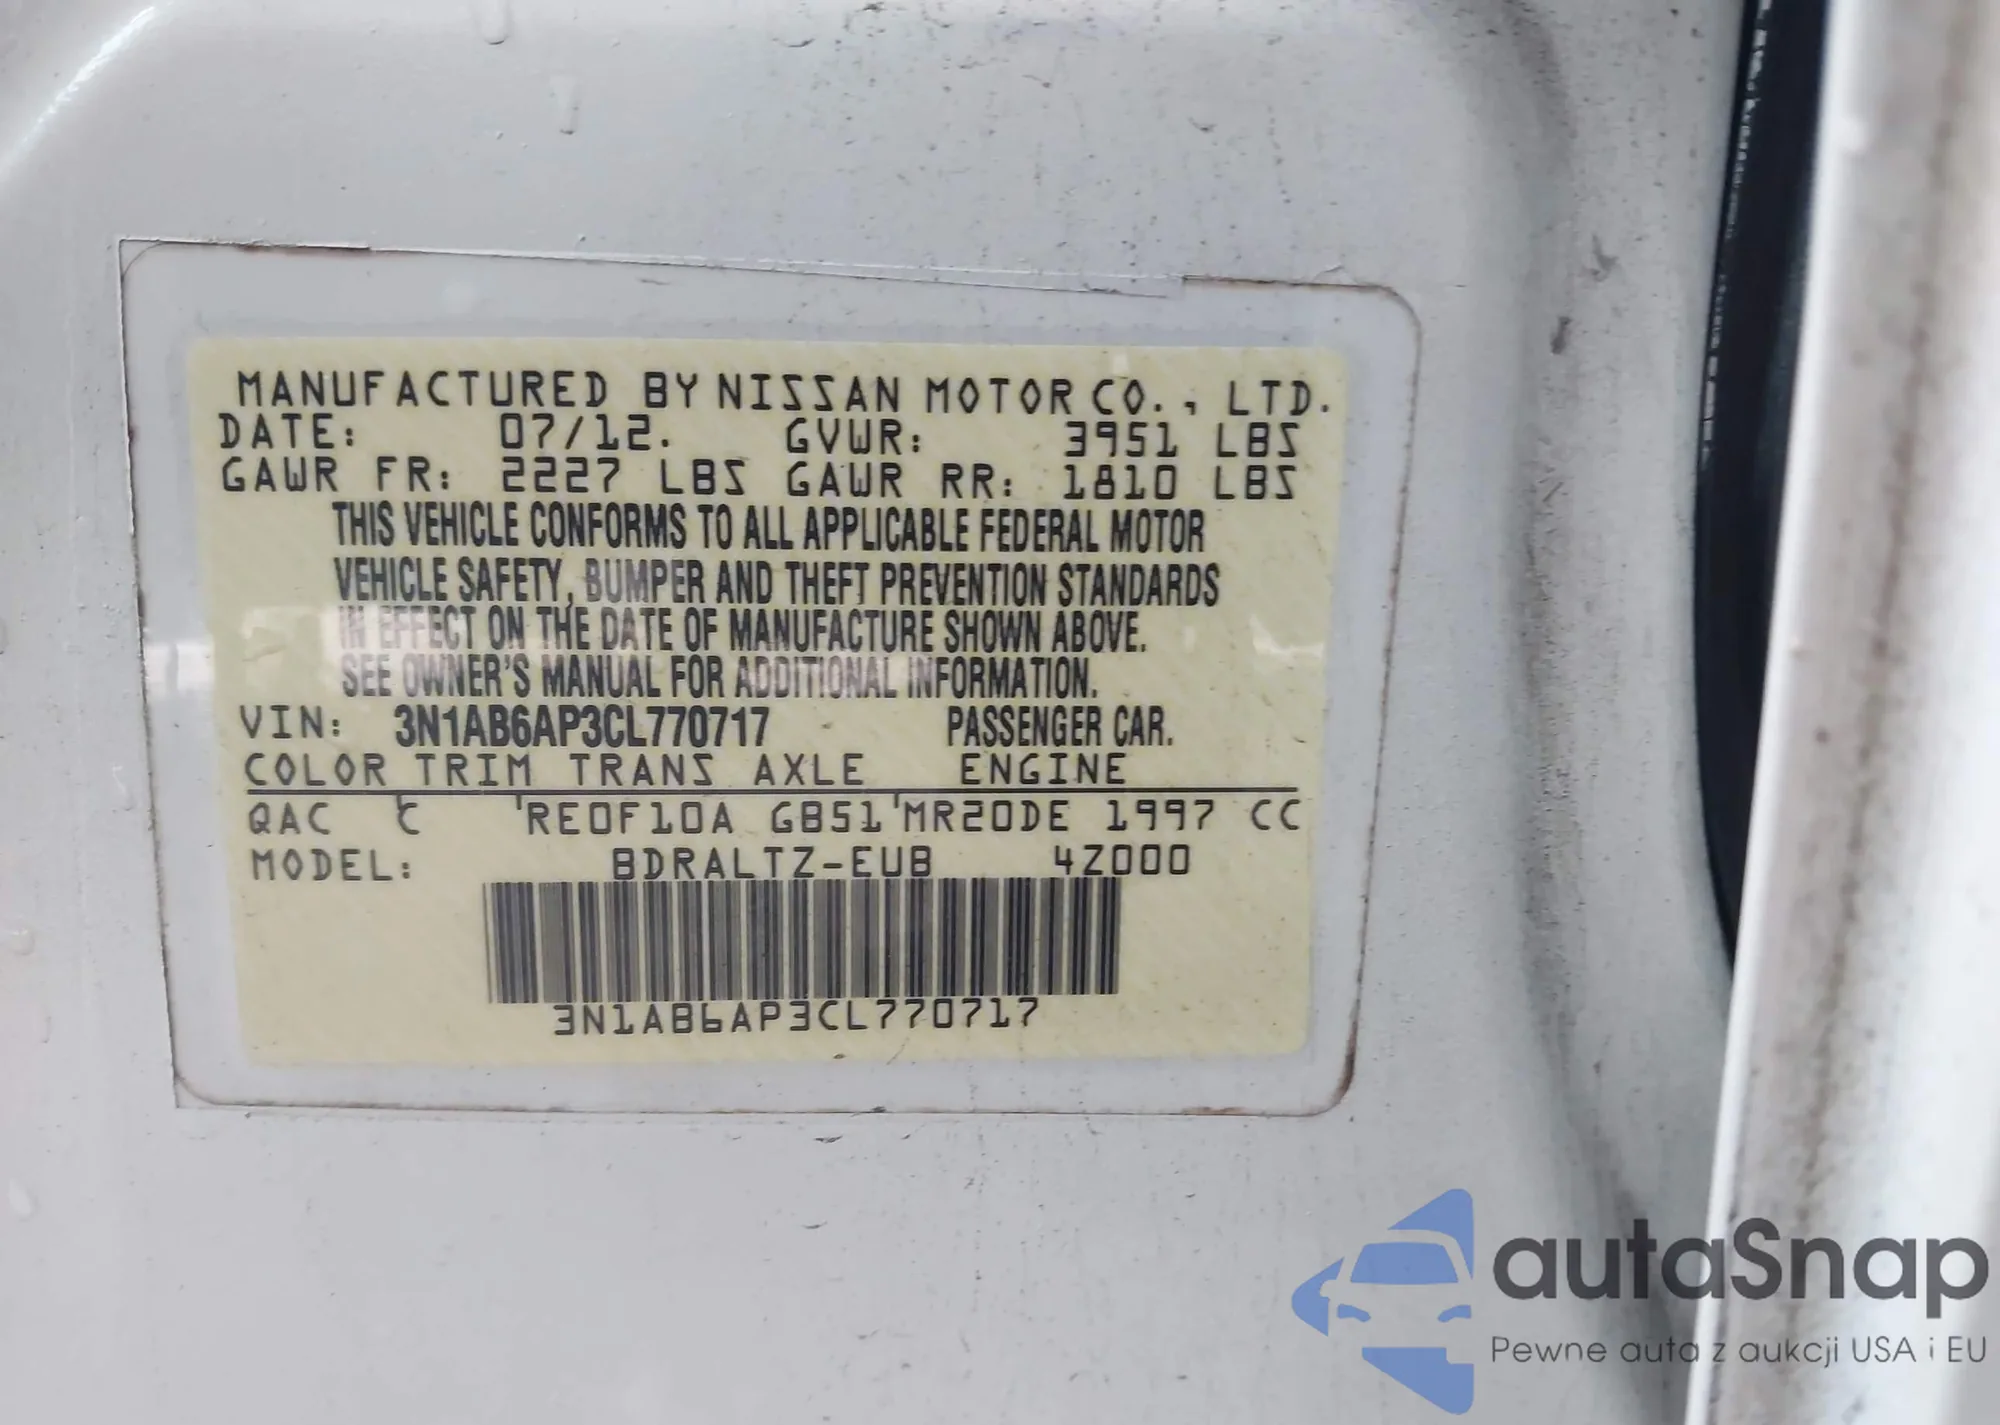 MANUFACTURED BY NISSAN MOTOR CO., LTD.
DATE: 07/12. GVWR: 3951 LBS
GAWR FR: 2227 LBS GAWR RR: 1810 LBS
THIS VEHICLE CONFORMS TO ALL APPLICABLE FEDERAL MOTOR
VEHICLE SAFETY, BUMPER AND THEFT PREVENTION STANDARDS
IN EFFECT ON THE DATE OF MANUFACTURE SHOWN ABOVE.
SEE OWNER'S MANUAL FOR ADDITIONAL INFORMATION.
VIN: 3N1AB6AP3CL770717 PASSENGER CAR.
COLOR TRIM TRANS AXLE ENGINE
QAC C RE0F10A GB51 MR20DE 1997 CC
MODEL: BDRALTZ-EUB 4Z000
3N1AB6AP3CL770717
autaSnap
Pewne auta z aukcji USA i EU